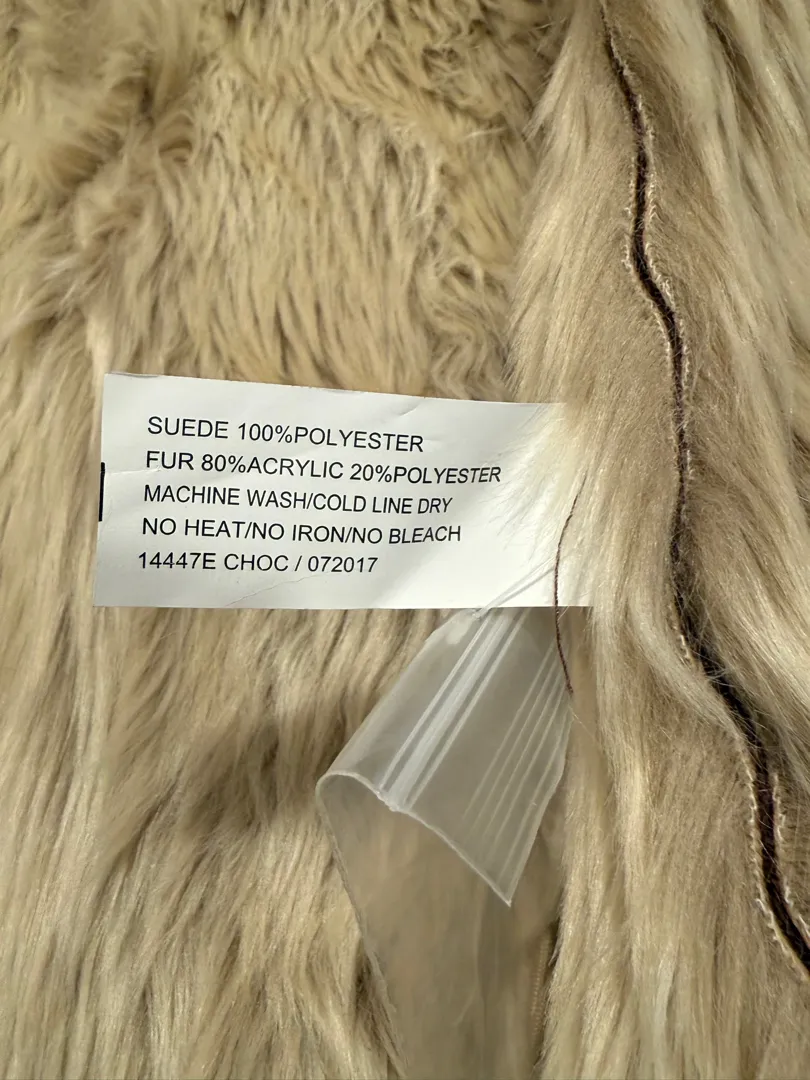 SUEDE 100%POLYESTER
FUR 80%ACRYLIC 20%POLYESTER
MACHINE WASH/COLD LINE DRY
NO HEAT/NO IRON/NO BLEACH
14447E CHOC / 072017